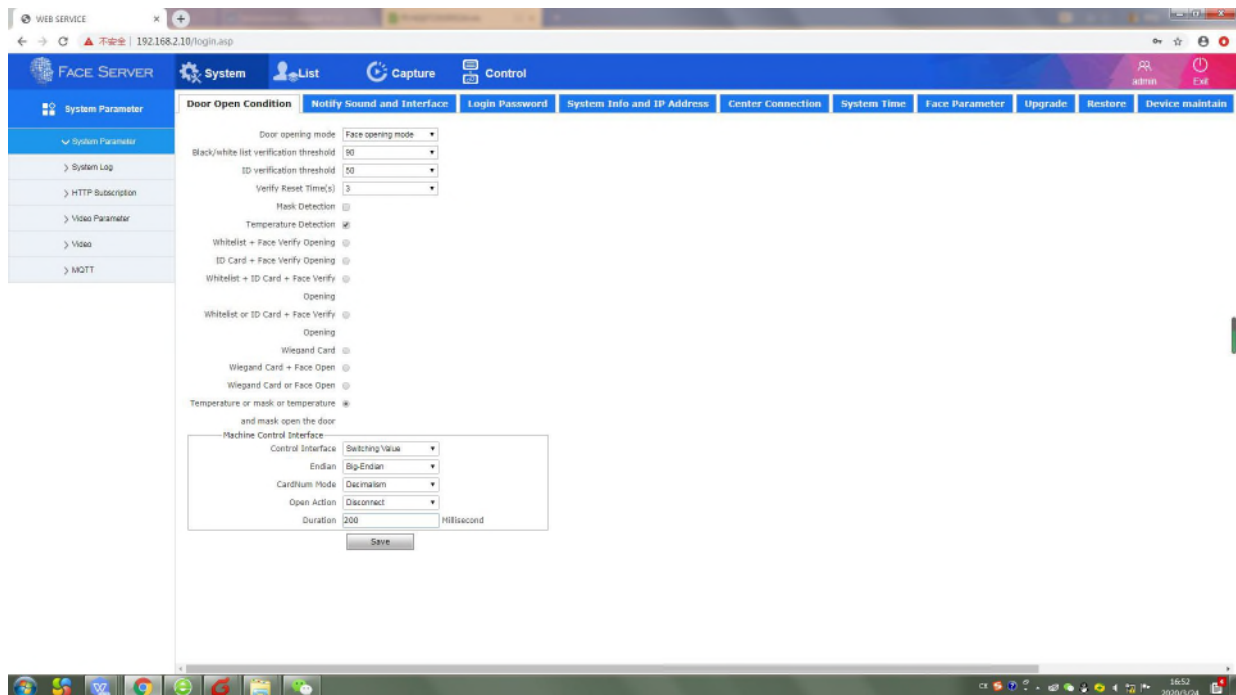 WEB SERVICE
不安全 | 192.168.2.10/login.asp
FACE SERVER
System
List
Capture
Control
admin
Exit
System Parameter
Door Open Condition
Notify Sound and Interface
Login Password
System Info and IP Address
Center Connection
System Time
Face Parameter
Upgrade
Restore
Device maintain
System Parameter
System Log
HTTP Subscription
Video Parameter
Video
MQTT
Door opening mode Face opening mode
Black/white list verification threshold 90
ID verification threshold 50
Verify Reset Time(s) 3
Mask Detection
Temperature Detection
Whitelist + Face Verify Opening
ID Card + Face Verify Opening
Whitelist + ID Card + Face Verify
Opening
Whitelist or ID Card + Face Verify
Opening
Wiegand Card
Wiegand Card + Face Open
Wiegand Card or Face Open
Temperature or mask or temperature
and mask open the door
Machine Control Interface
Control Interface Switching Value
Endian Big-Endian
CardNum Mode Decimalism
Open Action Disconnect
Duration 200 Millisecond
Save
16:52
2020/3/24